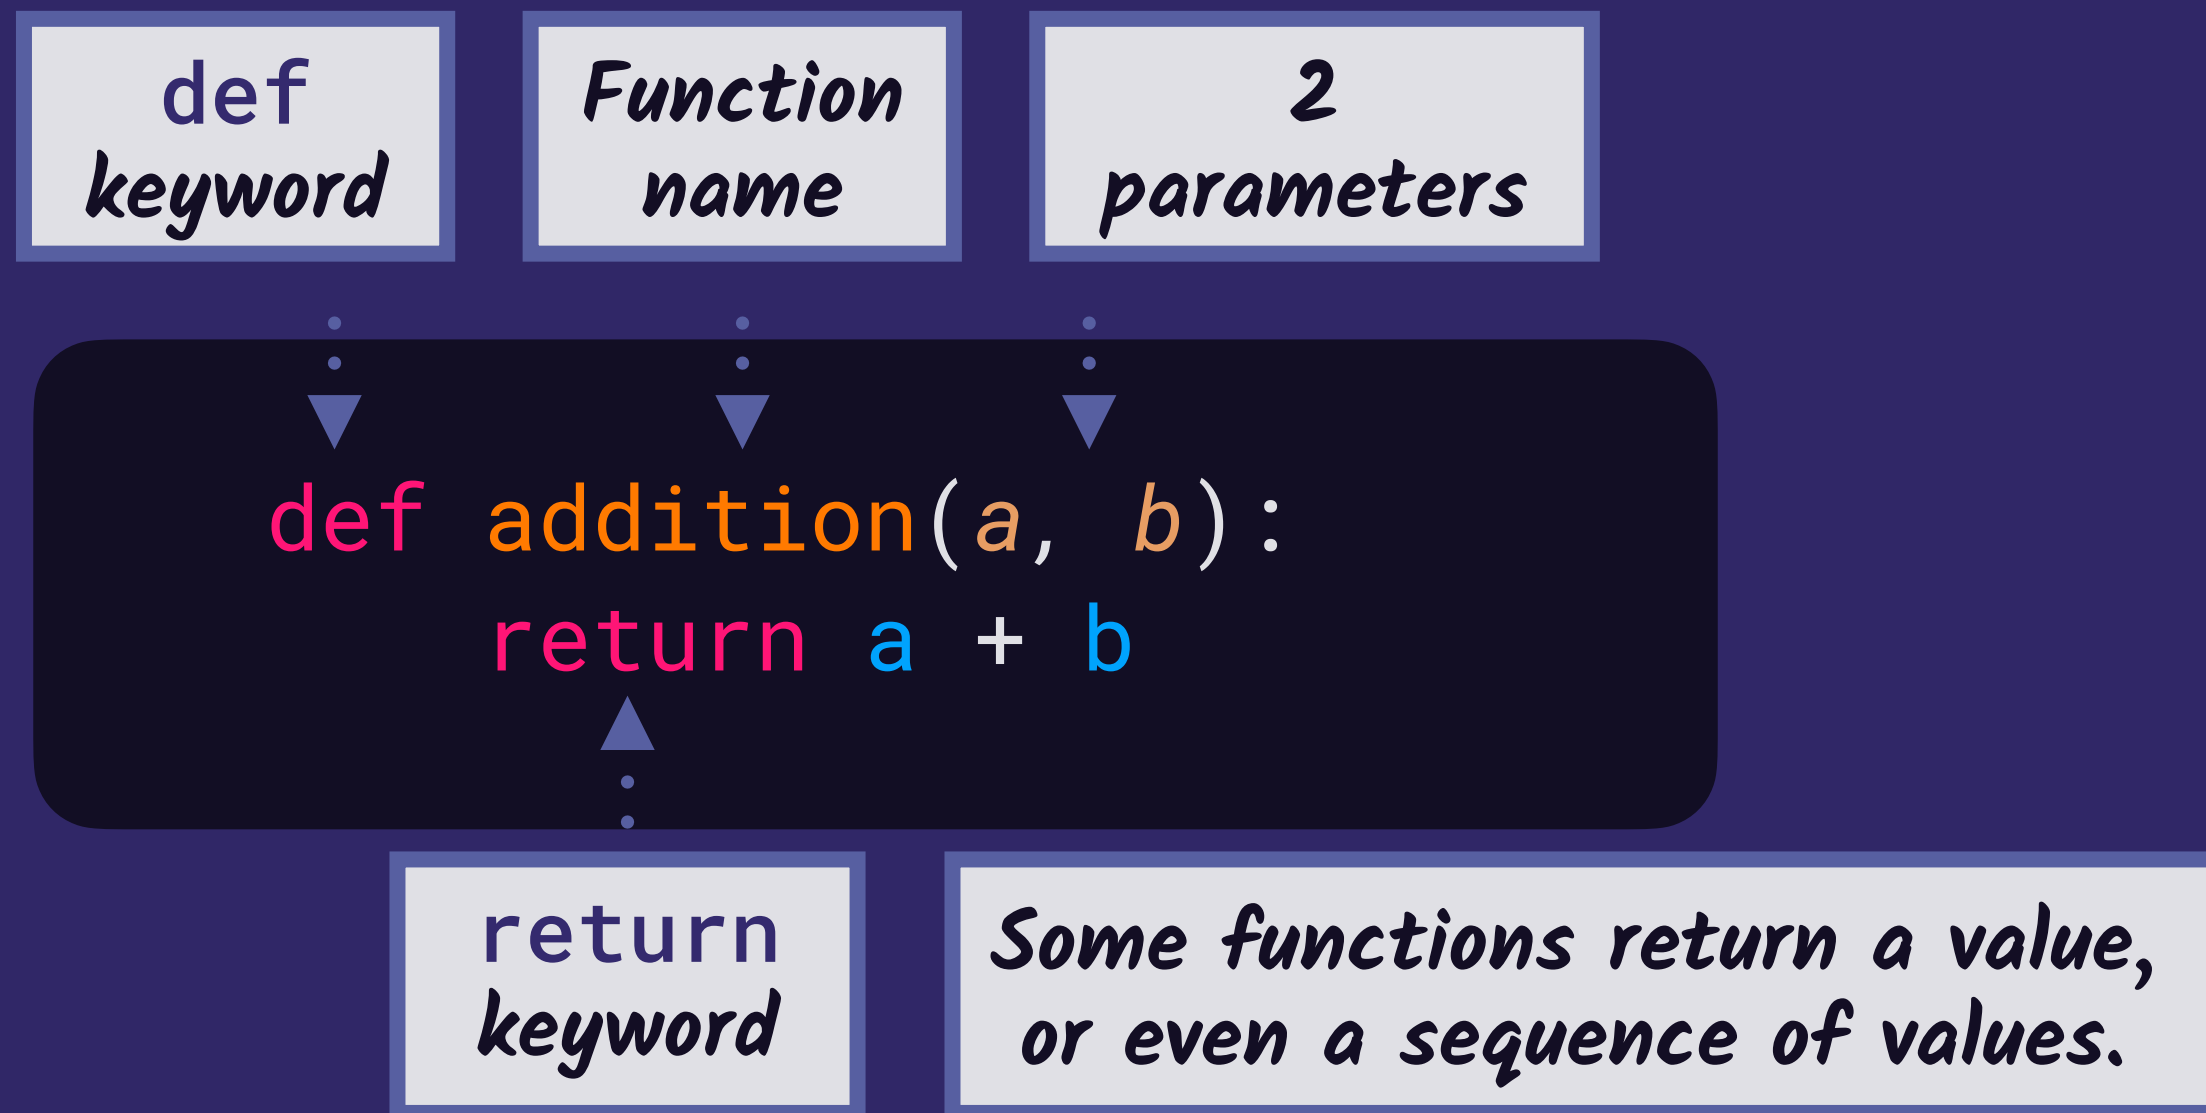 def
keyword
Function
name
2
parameters
def addition(a, b):
return a + b
return
keyword
Some functions return a value,
or even a sequence of values.